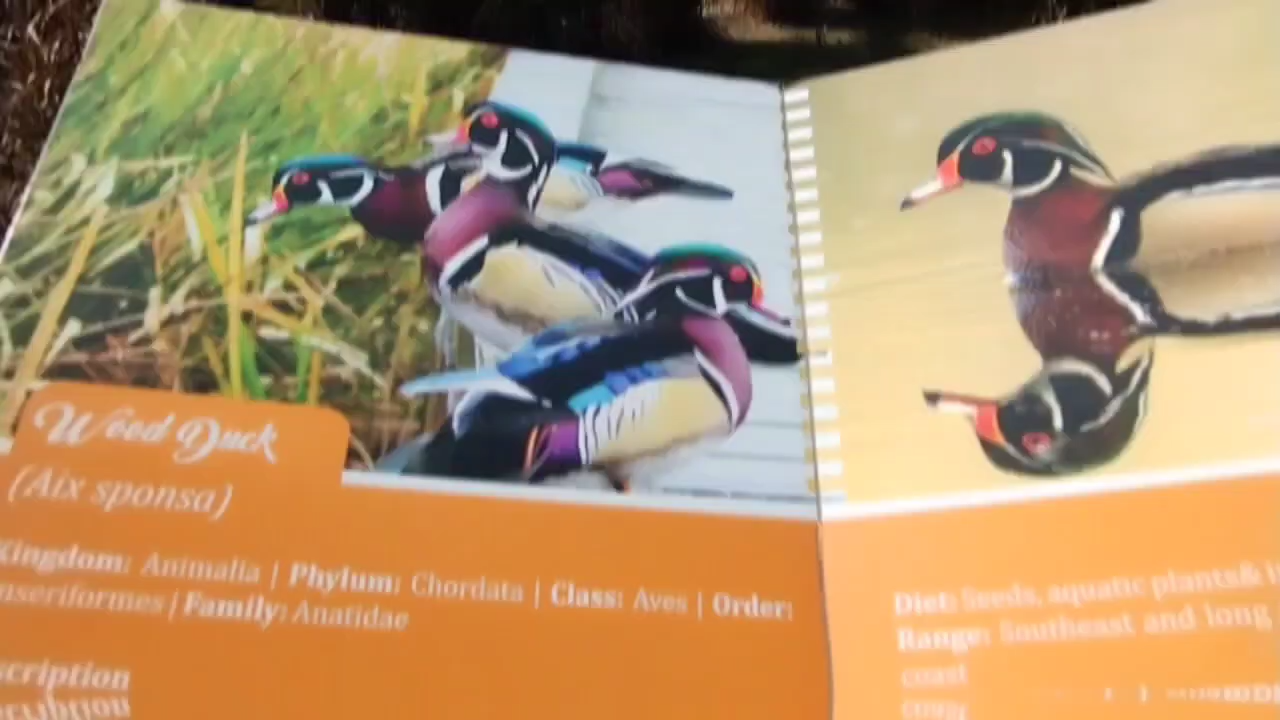 Wood Duck
(Aix sponsa)
Kingdom: Animalia | Phylum: Chordata | Class: Aves | Order:
nseriformes | Family: Anatidae
scription
Diet: Seeds, aquatic plants&
Range: Southeast and long
coast